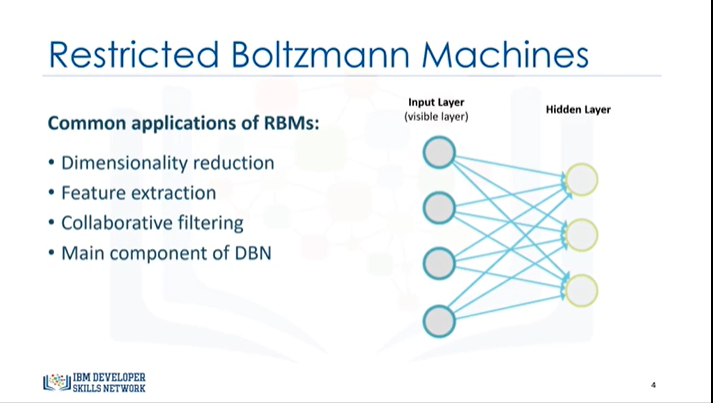 Restricted Boltzmann Machines
Common applications of RBMs:
• Dimensionality reduction
• Feature extraction
• Collaborative filtering
• Main component of DBN
Input Layer
(visible layer)
Hidden Layer
IBM DEVELOPER
SKILLS NETWORK
4